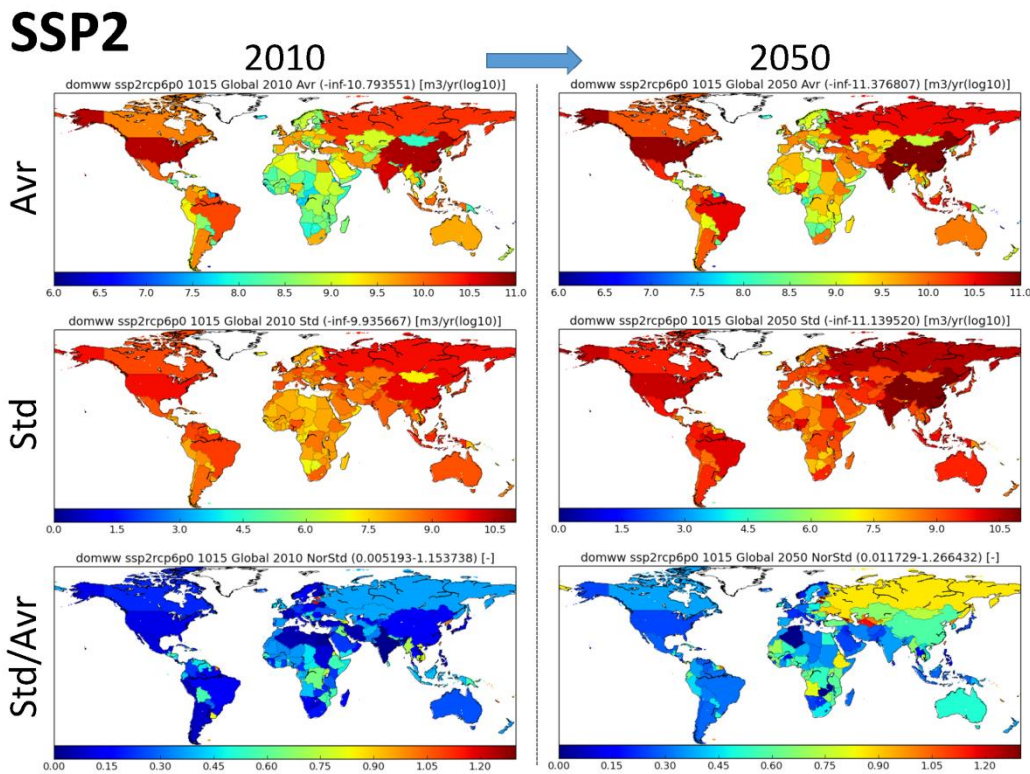 SSP2
2010
2050
domww ssp2rcp6p0 1015 Global 2010 Avr (-inf-10.793551) [m3/yr(log10)]
domww ssp2rcp6p0 1015 Global 2050 Avr (-inf-11.376807) [m3/yr(log10)]
Avr
6.0 6.5 7.0 7.5 8.0 8.5 9.0 9.5 10.0 10.5 11.0
6.0 6.5 7.0 7.5 8.0 8.5 9.0 9.5 10.0 10.5 11.0
domww ssp2rcp6p0 1015 Global 2010 Std (-inf-9.935667) [m3/yr(log10)]
domww ssp2rcp6p0 1015 Global 2050 Std (-inf-11.139520) [m3/yr(log10)]
Std
0.0 1.5 3.0 4.5 6.0 7.5 9.0 10.5
0.0 1.5 3.0 4.5 6.0 7.5 9.0 10.5
domww ssp2rcp6p0 1015 Global 2010 NorStd (0.005193-1.153738) [-]
domww ssp2rcp6p0 1015 Global 2050 NorStd (0.011729-1.266432) [-]
Std/Avr
0.00 0.15 0.30 0.45 0.60 0.75 0.90 1.05 1.20
0.00 0.15 0.30 0.45 0.60 0.75 0.90 1.05 1.20